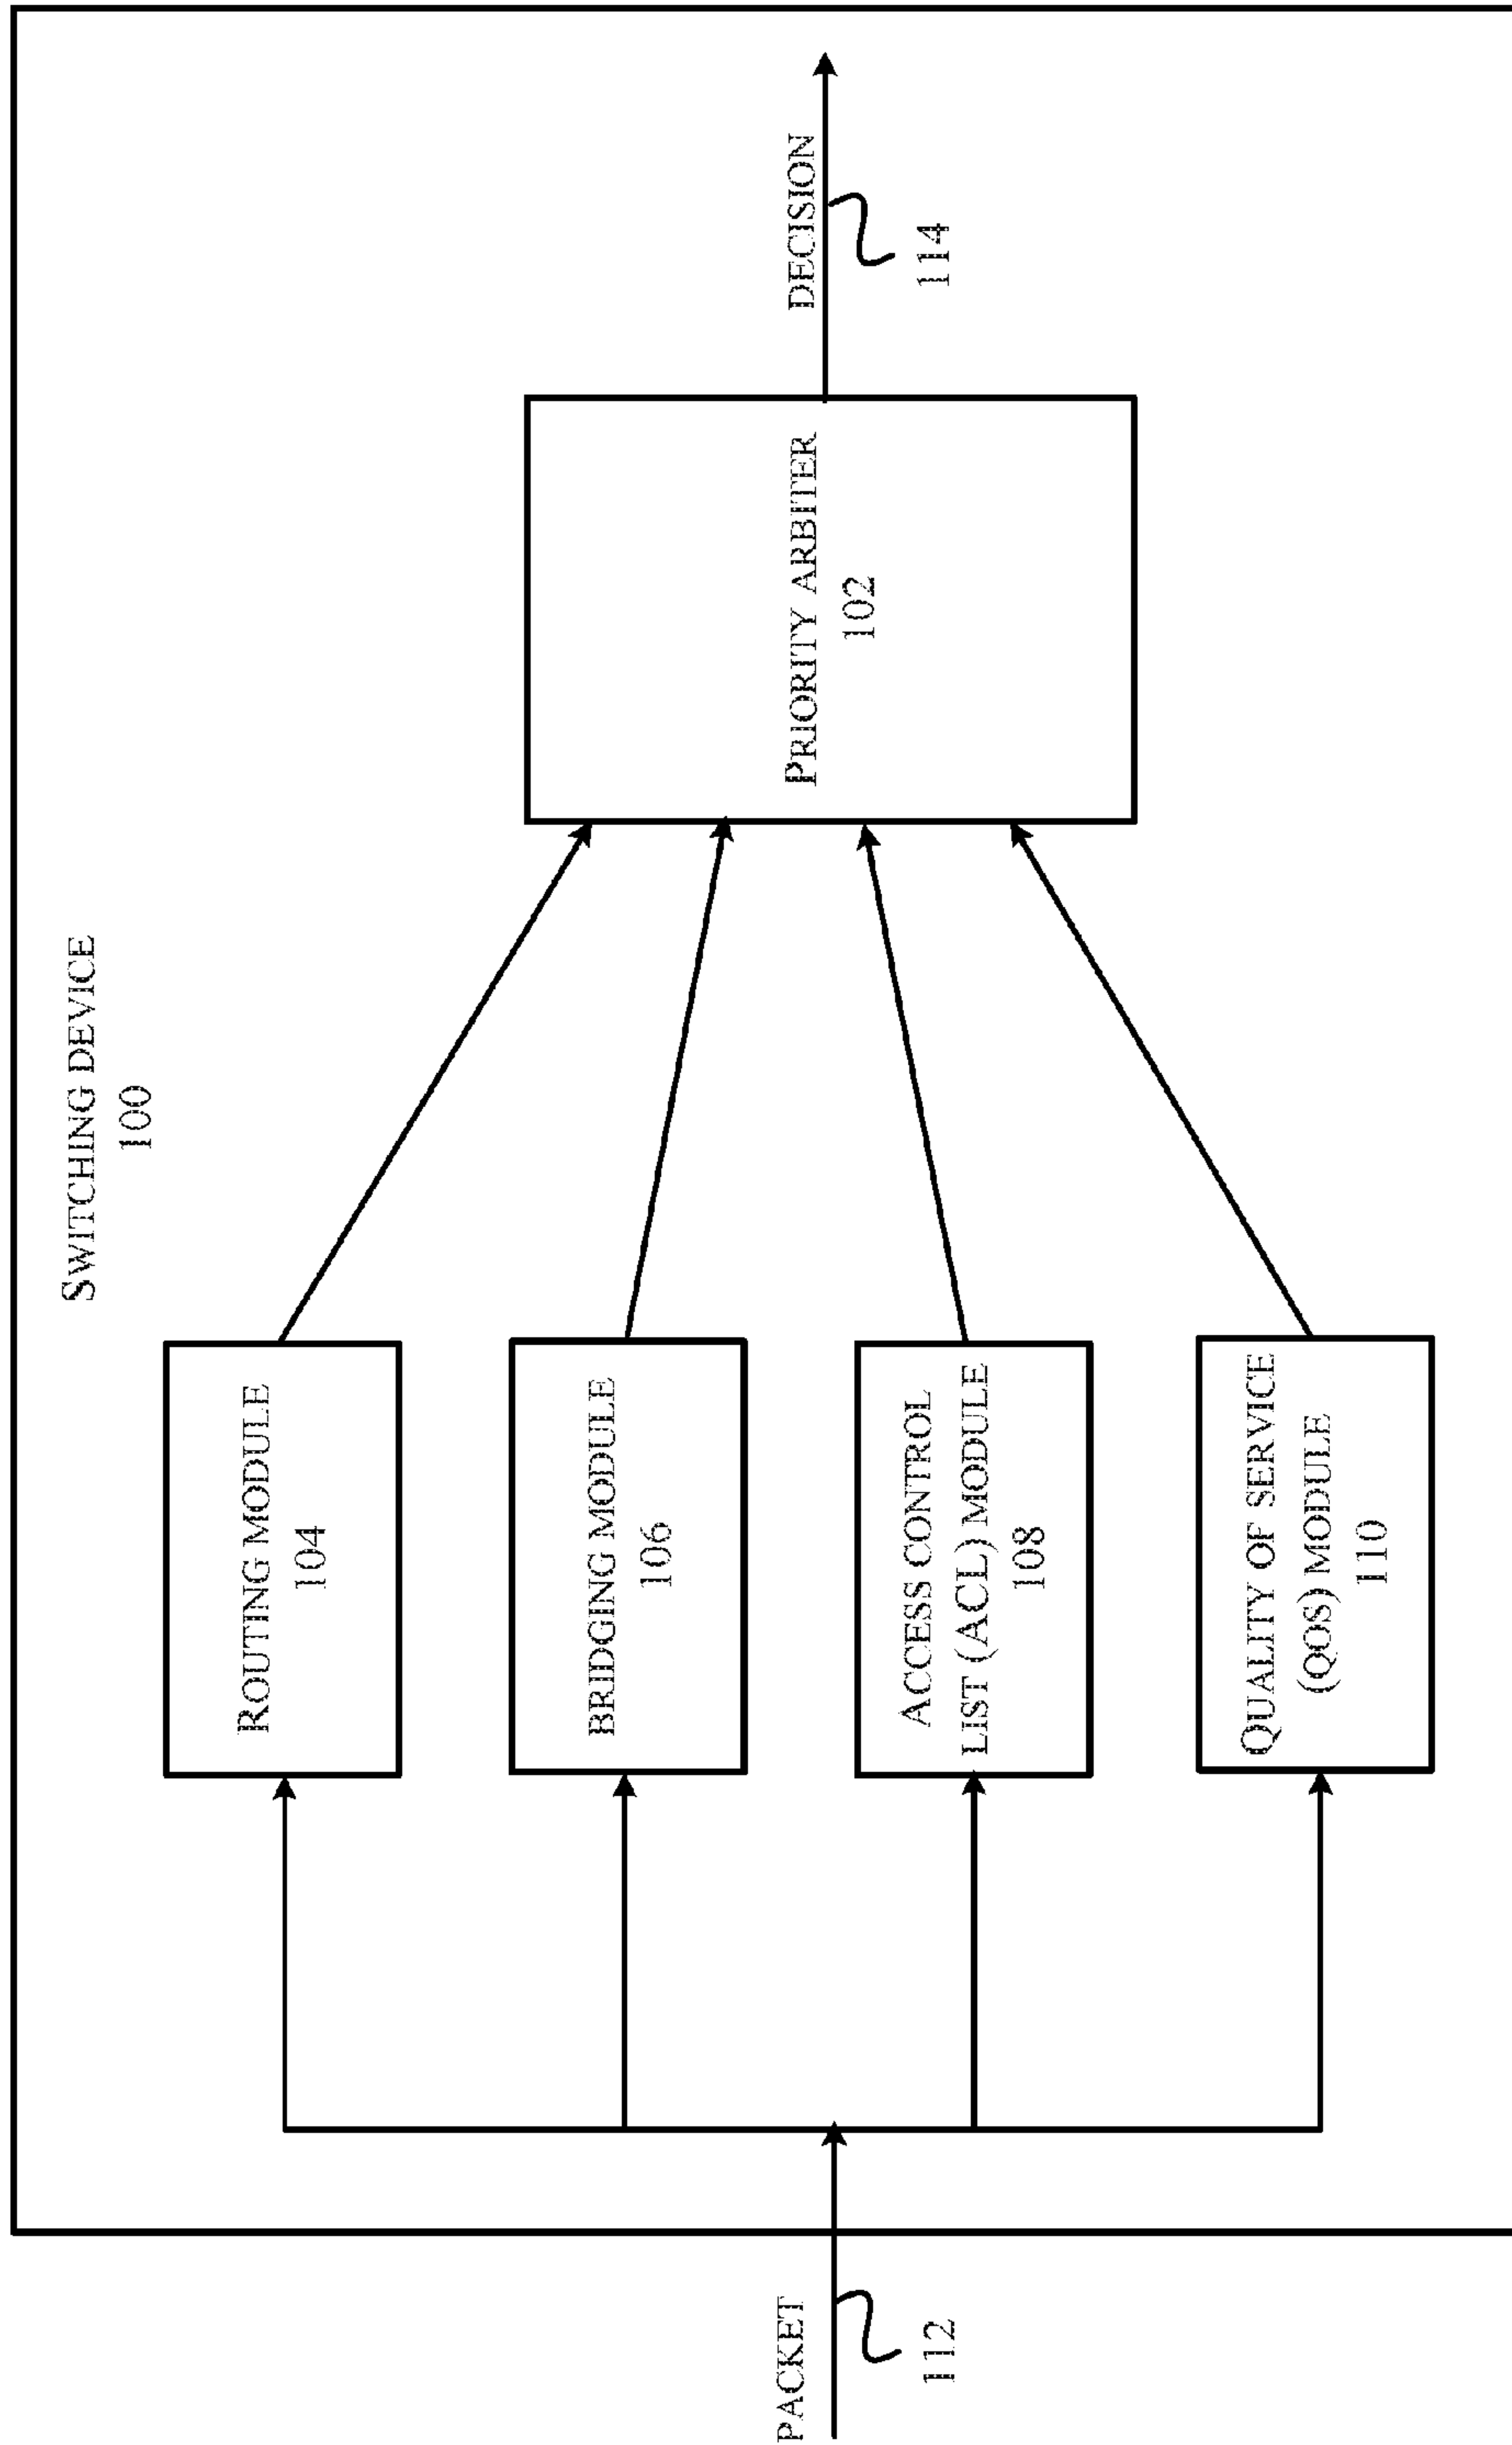 SWITCHING DEVICE
100
PACKET
112
ROUTING MODULE
104
BRIDGING MODULE
106
ACCESS CONTROL
LIST (ACL) MODULE
108
QUALITY OF SERVICE
(QOS) MODULE
110
PRIORITY ARBITER
102
DECISION
114